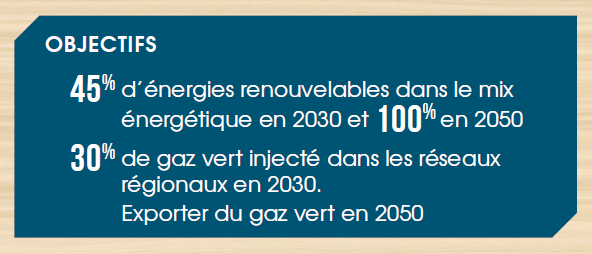 OBJECTIFS
45% d'énergies renouvelables dans le mix
énergétique en 2030 et 100% en 2050
30% de gaz vert injecté dans les réseaux
régionaux en 2030.
Exporter du gaz vert en 2050